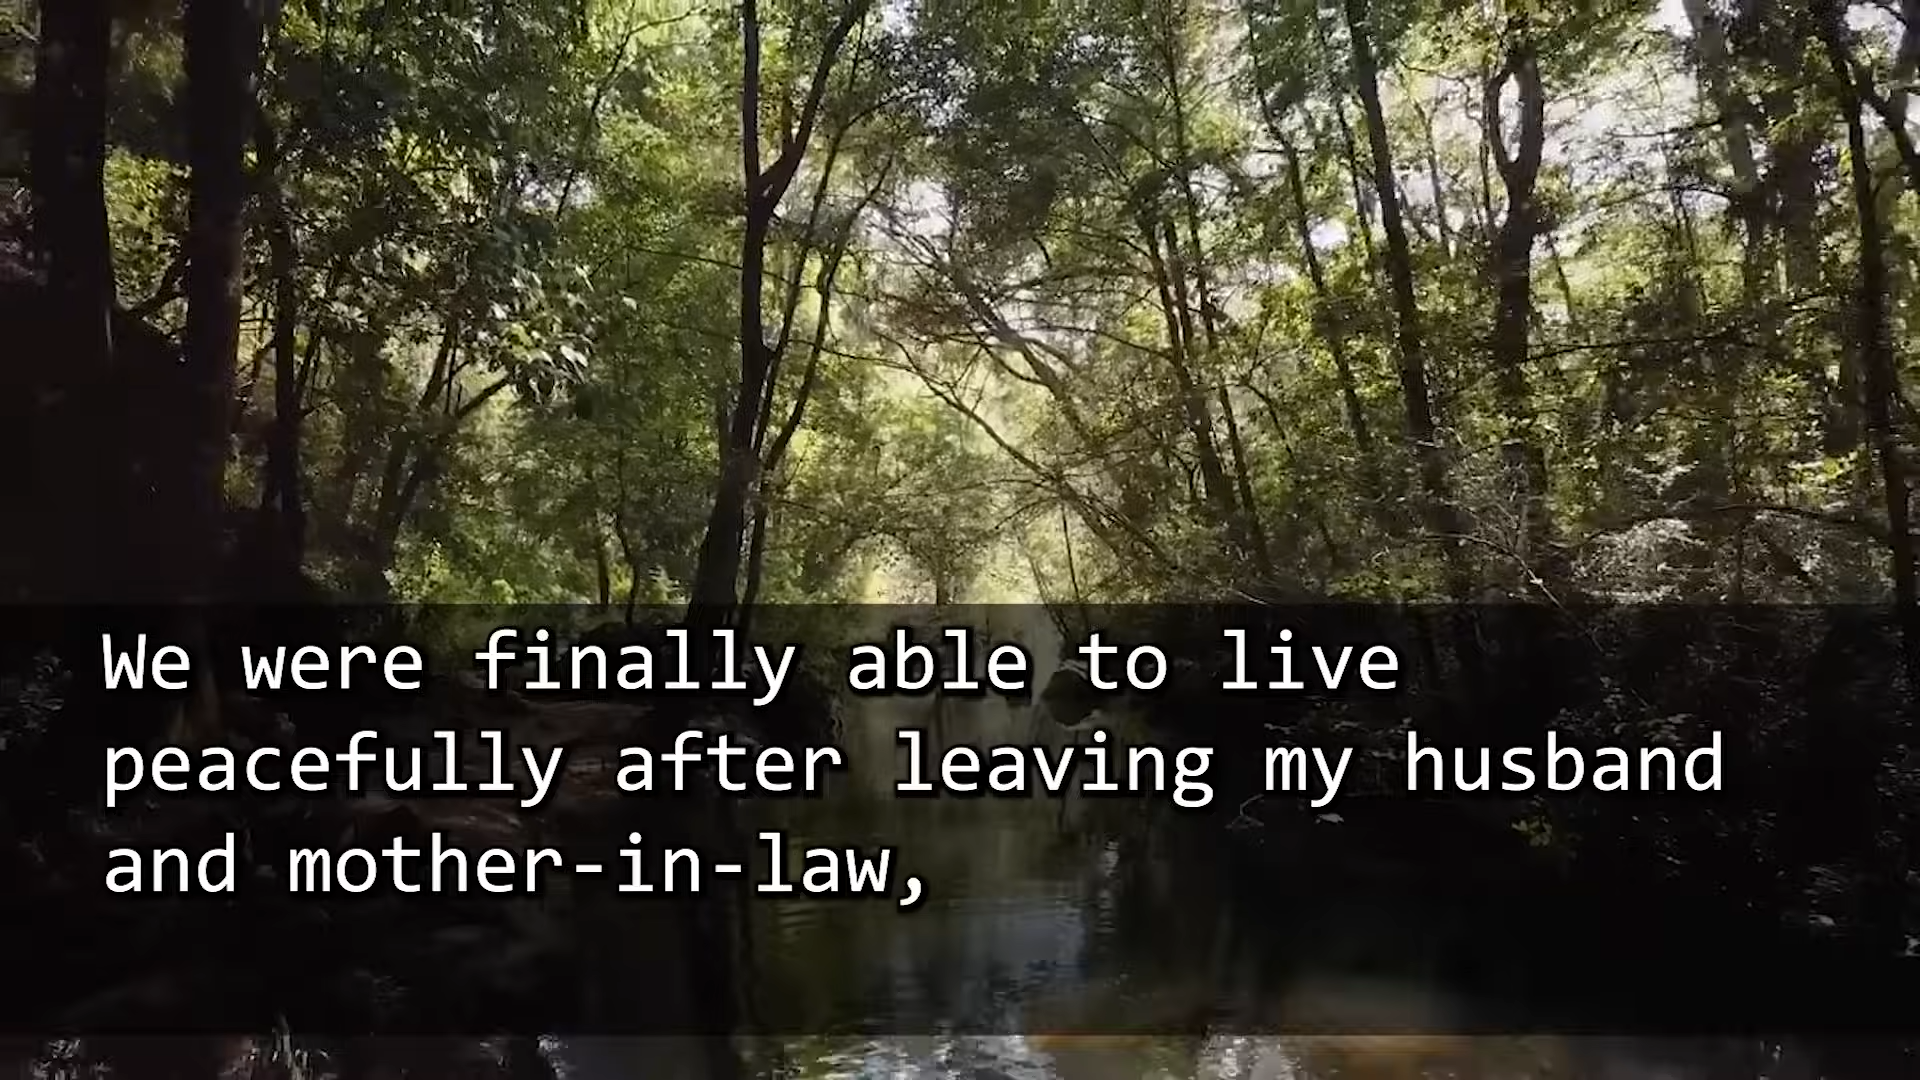 We were finally able to live
peacefully after leaving my husband
and mother-in-law,